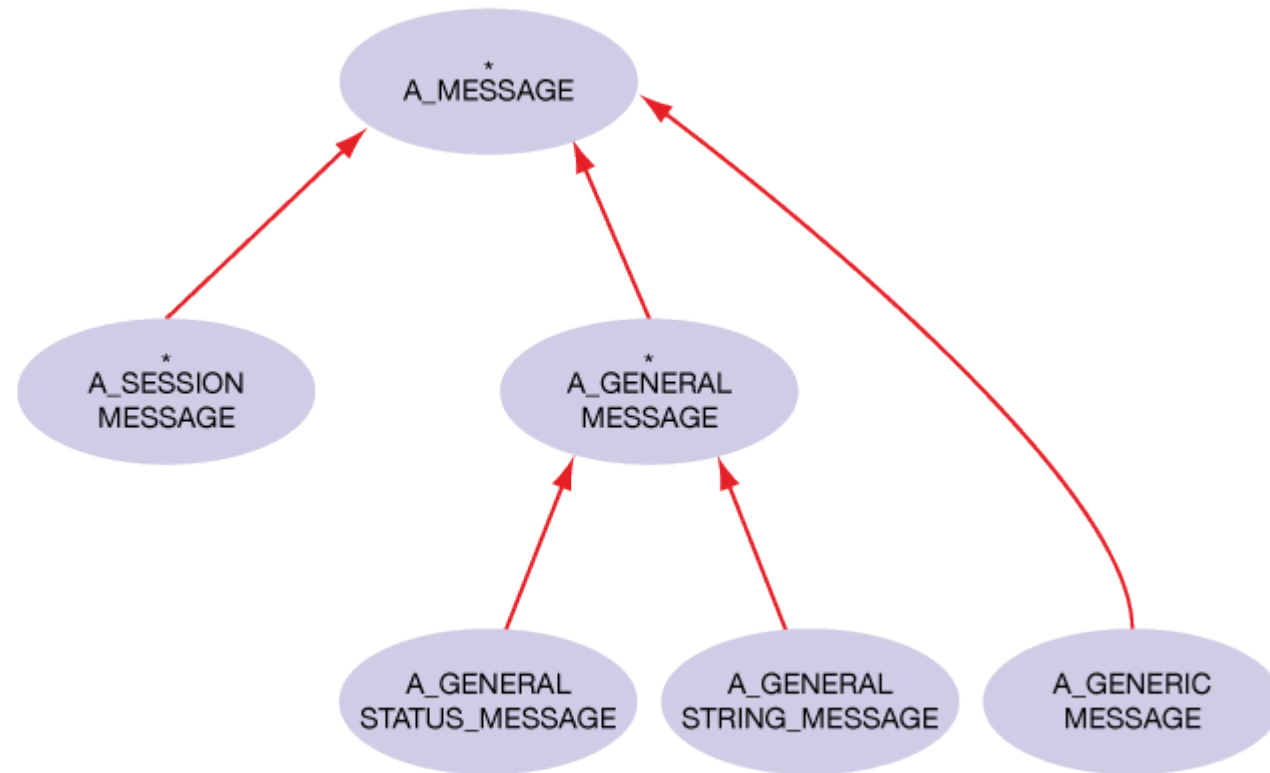 *
A_MESSAGE
*
A_SESSION
MESSAGE
*
A_GENERAL
MESSAGE
A_GENERAL
STATUS_MESSAGE
A_GENERAL
STRING_MESSAGE
A_GENERIC
MESSAGE